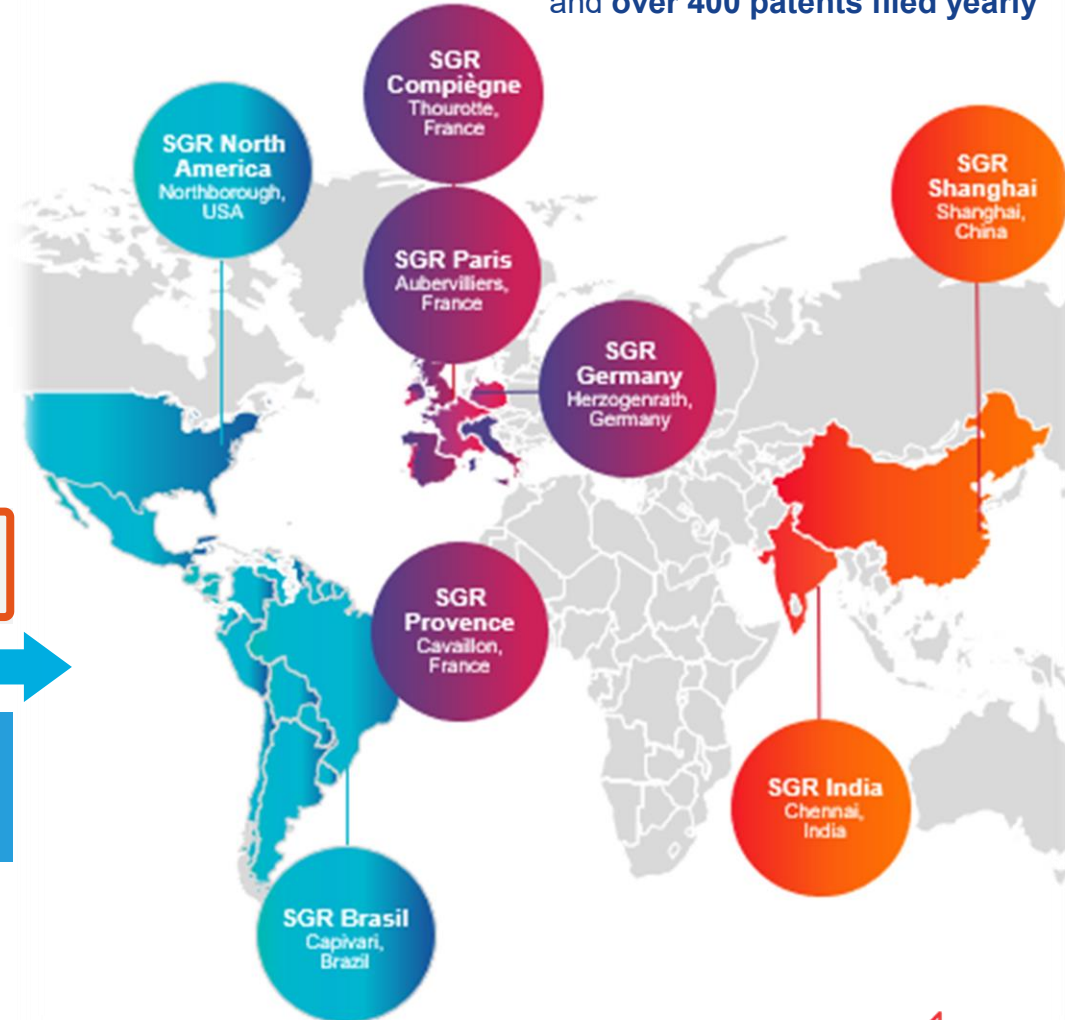 and over 400 patents filed yearly
SGR
Compiègne
Thourotte,
France
SGR North
America
Northborough,
USA
SGR
Shanghai
Shanghai,
China
SGR Paris
Aubervilliers,
France
SGR
Germany
Herzogenrath,
Germany
SGR
Provence
Cavaillon,
France
SGR India
Chennai,
India
SGR Brasil
Capivari,
Brazil